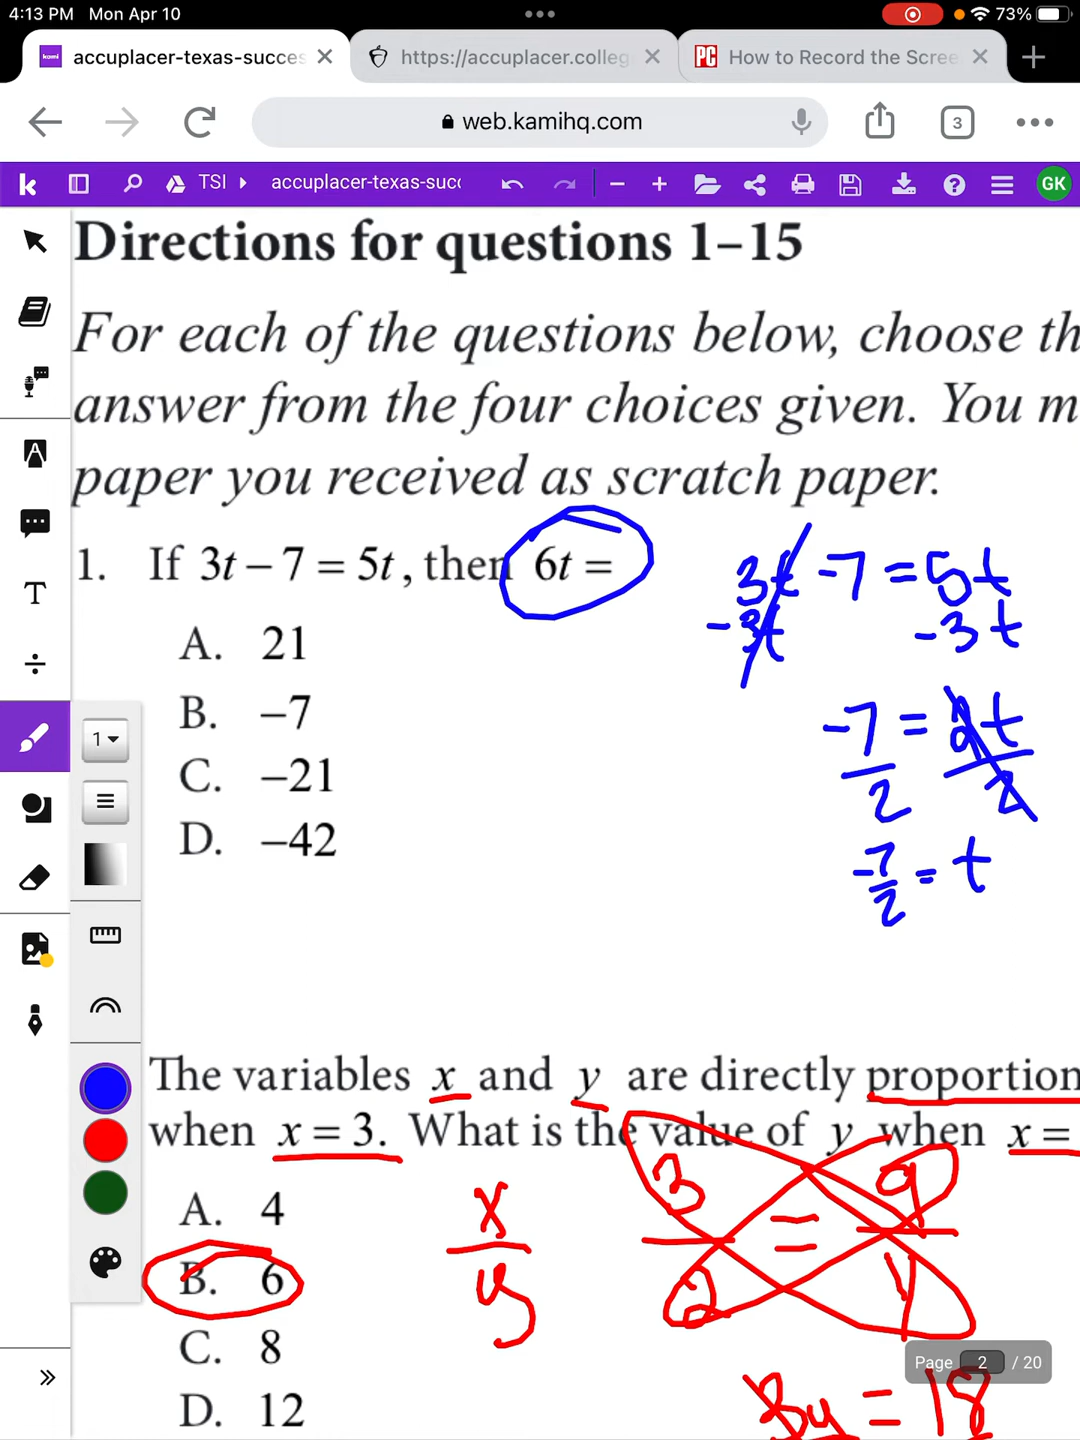 4:13 PM Mon Apr 10
73%
accuplacer-texas-succes
https://accuplacer.colleg
PC How to Record the Scree
web.kamihq.com
3
k TSI accuplacer-texas-succ GK
Directions for questions 1–15
For each of the questions below, choose th
answer from the four choices given. You m
paper you received as scratch paper.
1. If 3t – 7 = 5t, then 6t =
A. 21
B. –7
C. –21
D. –42
3t -7 = 5t
-3t -3t
-7 = 2t
2 2
-7/2 = t
1
The variables x and y are directly proportion
when x = 3. What is the value of y when x =
A. 4
B. 6
C. 8
D. 12
x 3 = 9
y 2 y
3y = 18
Page 2 / 20